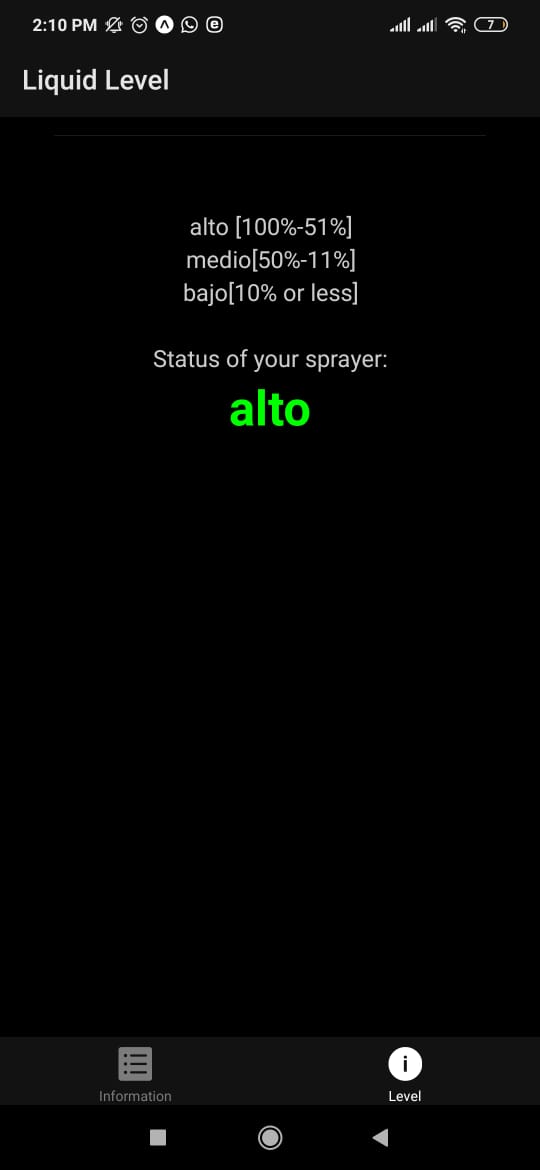 2:10 PM
7
Liquid Level
alto [100%-51%]
medio[50%-11%]
bajo[10% or less]
Status of your sprayer:
alto
Information
Level